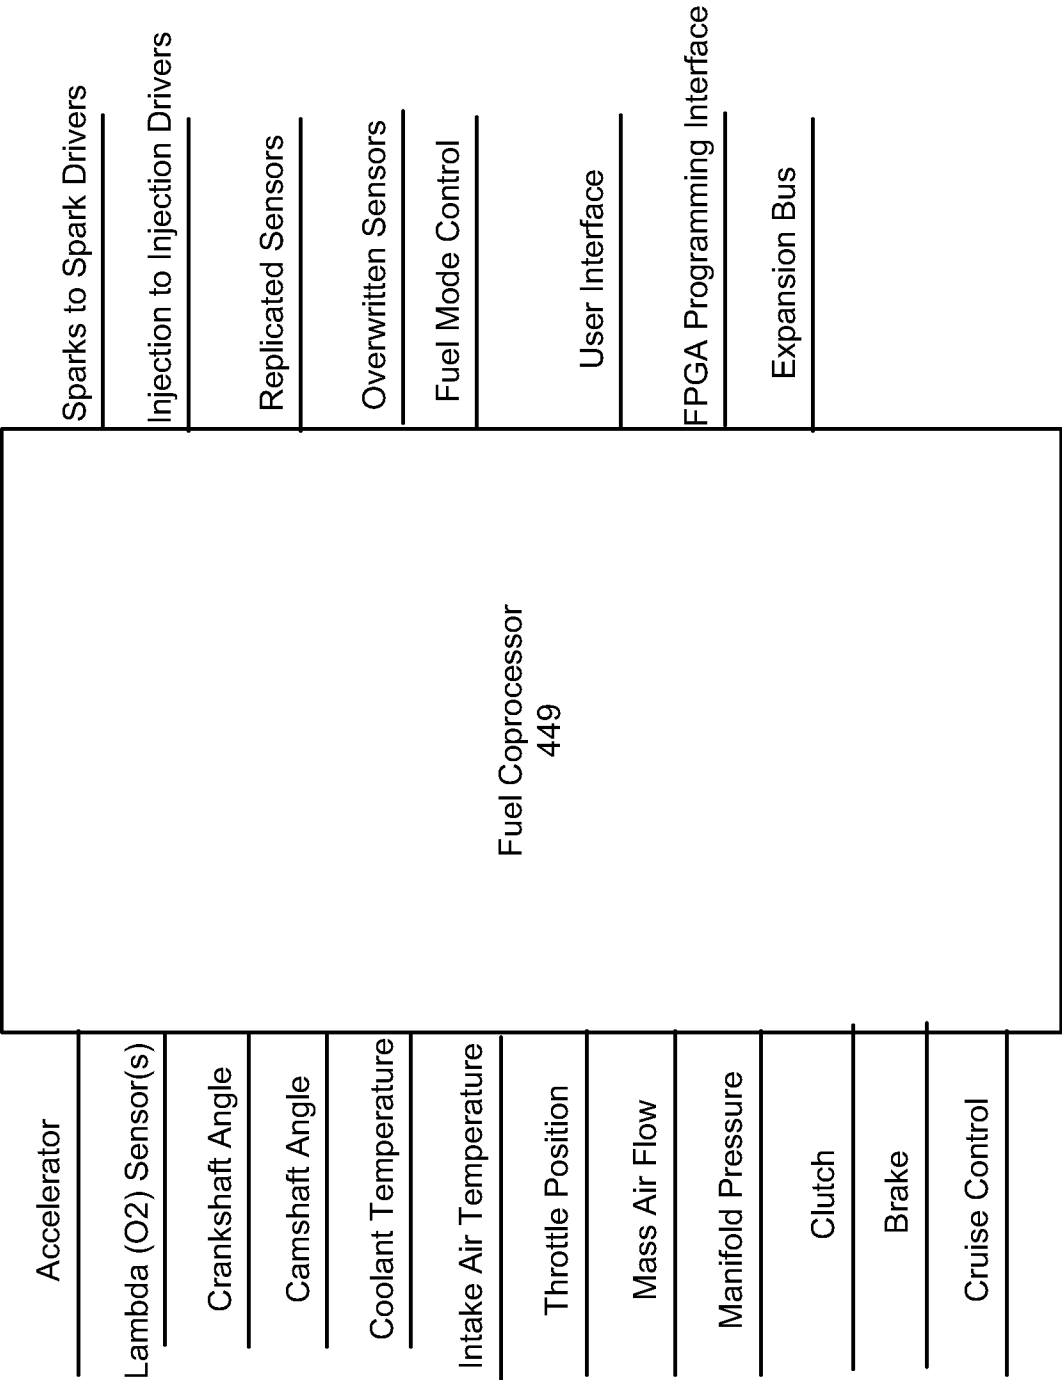 Accelerator
Lambda (O2) Sensor(s)
Crankshaft Angle
Camshaft Angle
Coolant Temperature
Intake Air Temperature
Throttle Position
Mass Air Flow
Manifold Pressure
Clutch
Brake
Cruise Control
Fuel Coprocessor
449
Sparks to Spark Drivers
Injection to Injection Drivers
Replicated Sensors
Overwritten Sensors
Fuel Mode Control
User Interface
FPGA Programming Interface
Expansion Bus